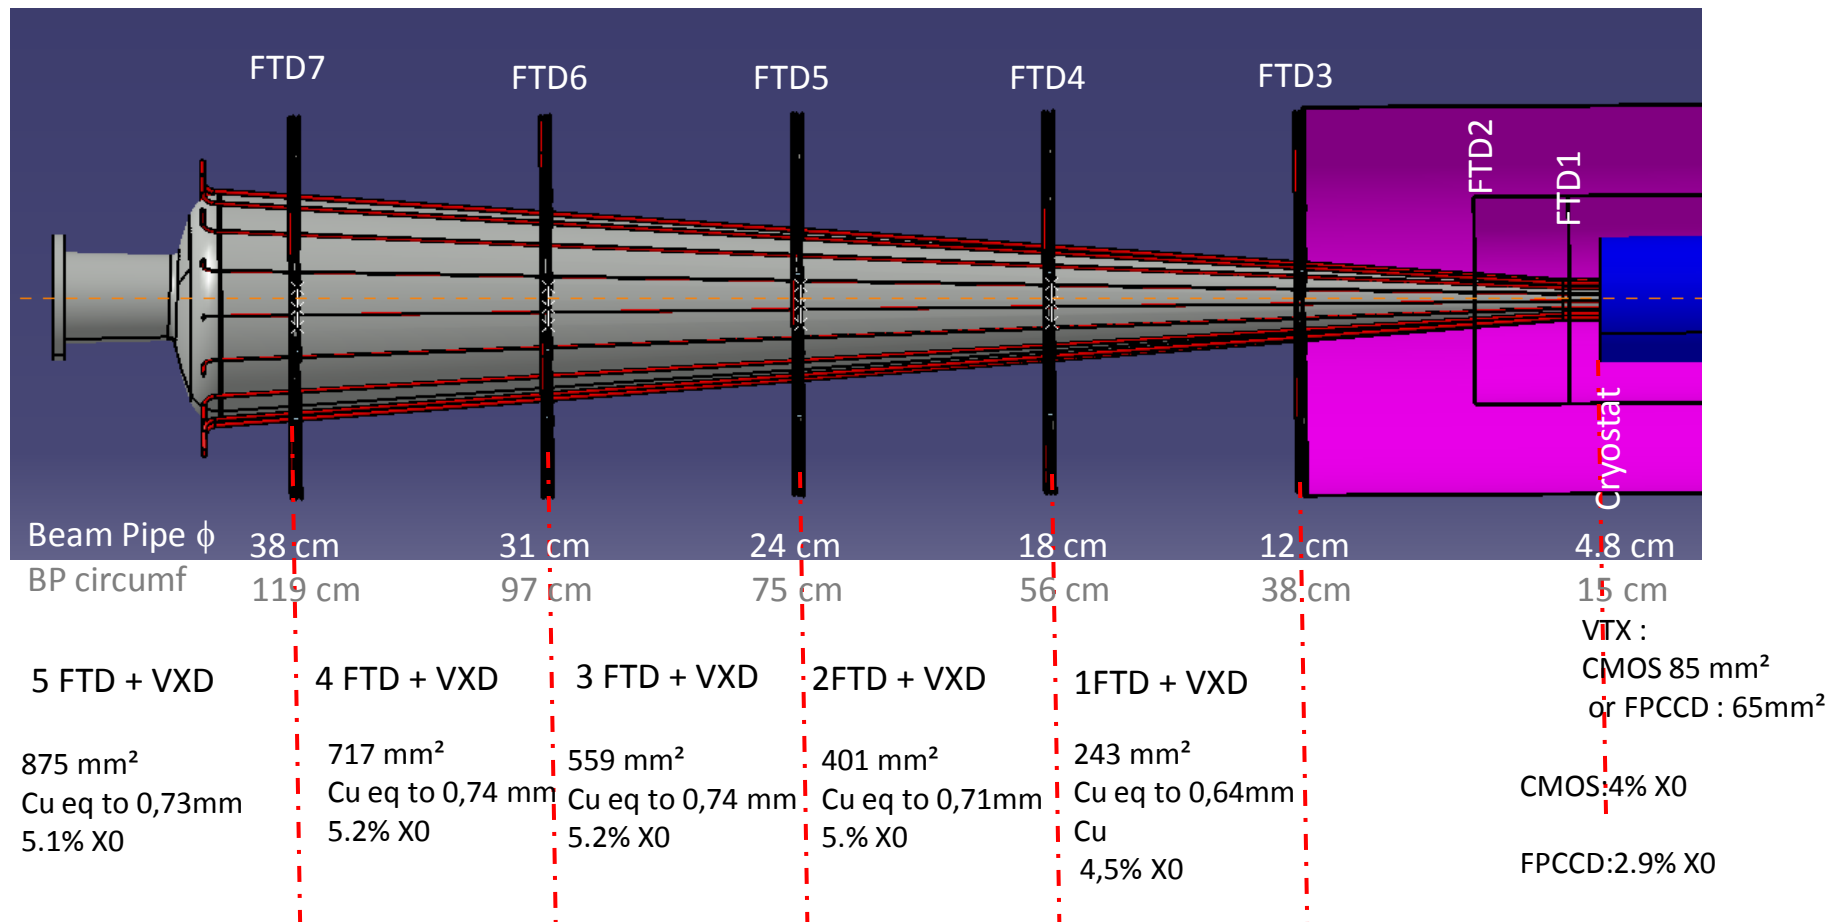 FTD7
FTD6
FTD5
FTD4
FTD3
FTD2
FTD1
Cryostat
Beam Pipe ϕ 38 cm 31 cm 24 cm 18 cm 12 cm 4.8 cm
BP circumf 119 cm 97 cm 75 cm 56 cm 38 cm 15 cm
5 FTD + VXD
875 mm²
Cu eq to 0,73mm
5.1% X0
4 FTD + VXD
717 mm²
Cu eq to 0,74 mm
5.2% X0
3 FTD + VXD
559 mm²
Cu eq to 0,74 mm
5.2% X0
2FTD + VXD
401 mm²
Cu eq to 0,71mm
5.% X0
1FTD + VXD
243 mm²
Cu eq to 0,64mm
Cu
4,5% X0
VTX :
CMOS 85 mm²
or FPCCD : 65mm²
CMOS:4% X0
FPCCD:2.9% X0